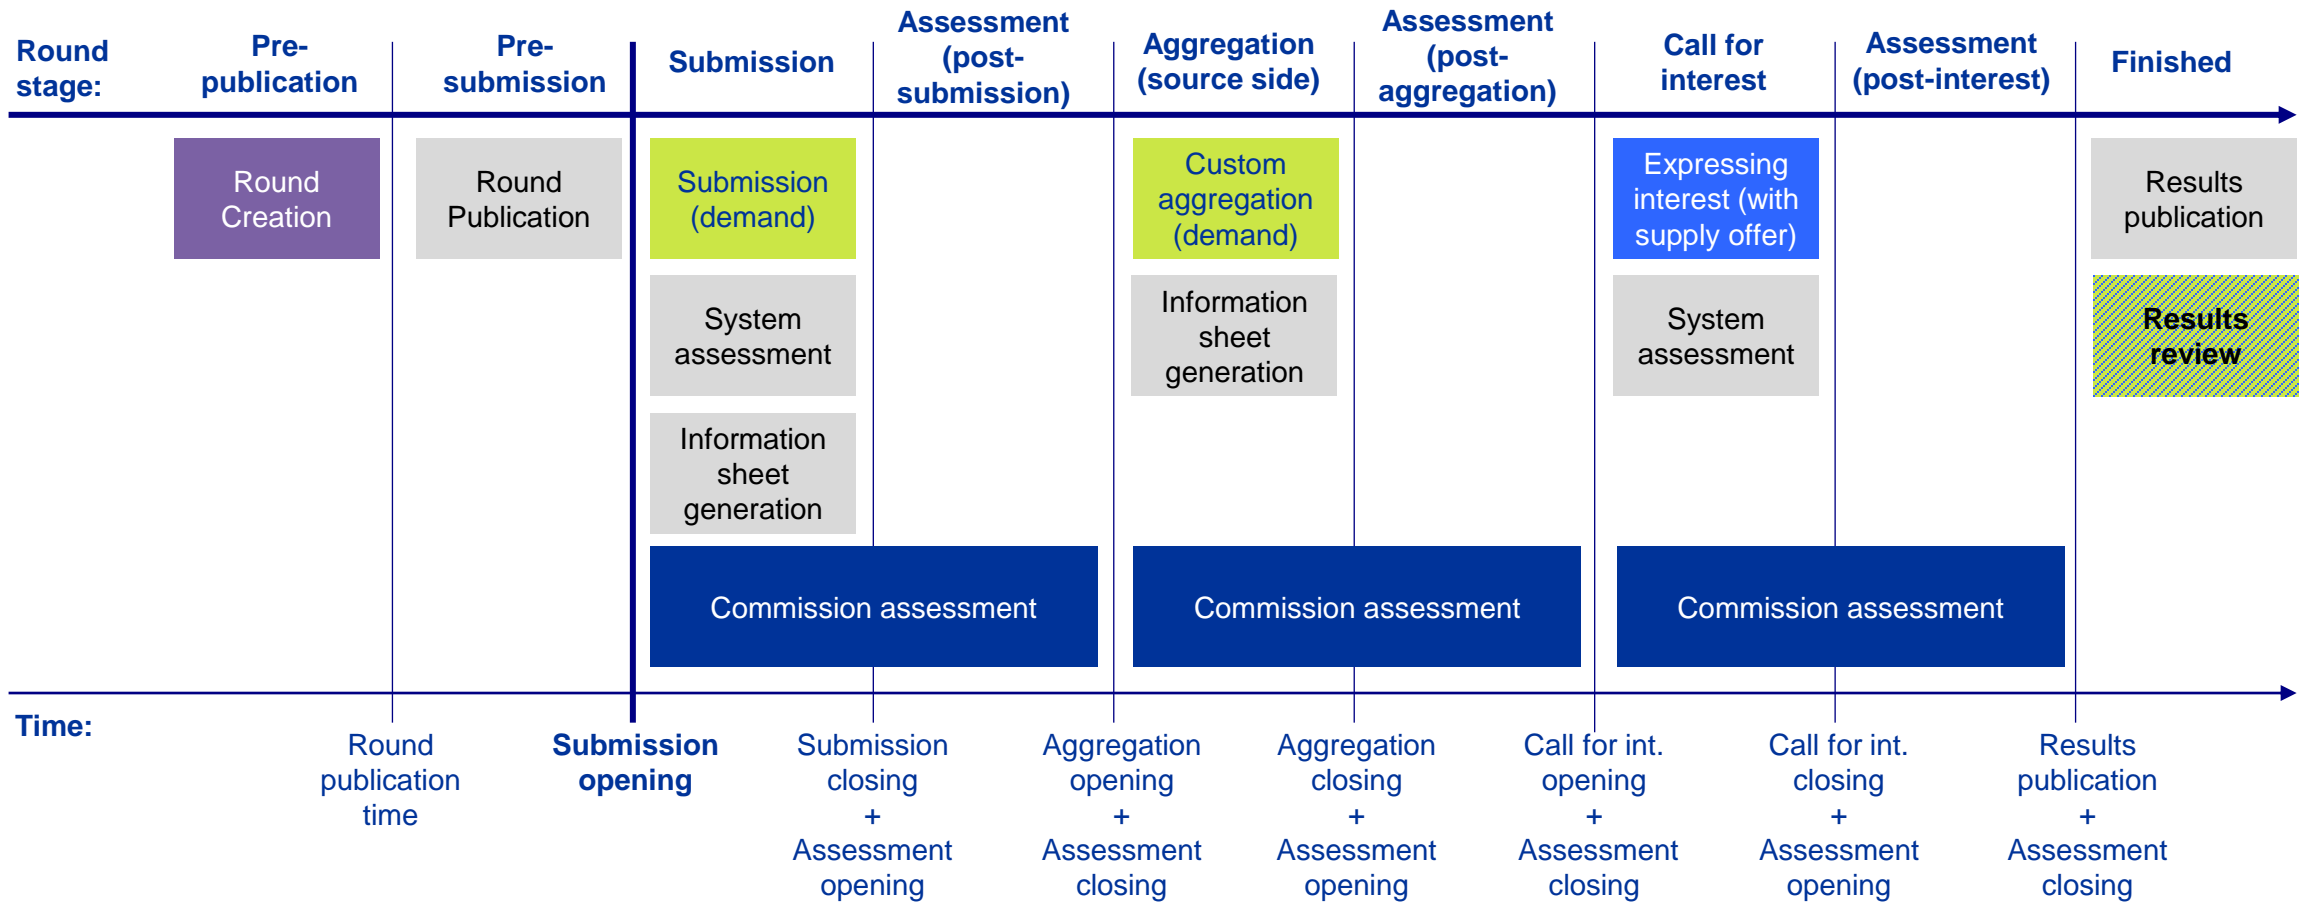 Round
stage:
Pre-
publication
Pre-
submission
Submission
Assessment
(post-
submission)
Aggregation
(source side)
Assessment
(post-
aggregation)
Call for
interest
Assessment
(post-interest)
Finished
Round
Creation
Round
Publication
Submission
(demand)
Custom
aggregation
(demand)
Expressing
interest (with
supply offer)
Results
publication
System
assessment
Information
sheet
generation
System
assessment
Results
review
Information
sheet
generation
Commission assessment
Commission assessment
Commission assessment
Time:
Round
publication
time
Submission
opening
Submission
closing
+
Assessment
opening
Aggregation
opening
+
Assessment
closing
Aggregation
closing
+
Assessment
opening
Call for int.
opening
+
Assessment
closing
Call for int.
closing
+
Assessment
opening
Results
publication
+
Assessment
closing